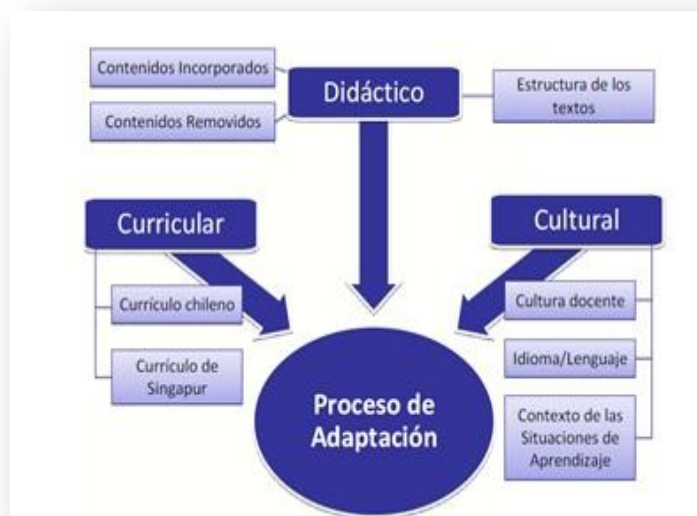 Contenidos Incorporados
Contenidos Removidos
Didáctico
Estructura de los
textos
Curricular
Currículo chileno
Currículo de
Singapur
Cultural
Cultura docente
Idioma/Lenguaje
Contexto de las
Situaciones de
Aprendizaje
Proceso de
Adaptación